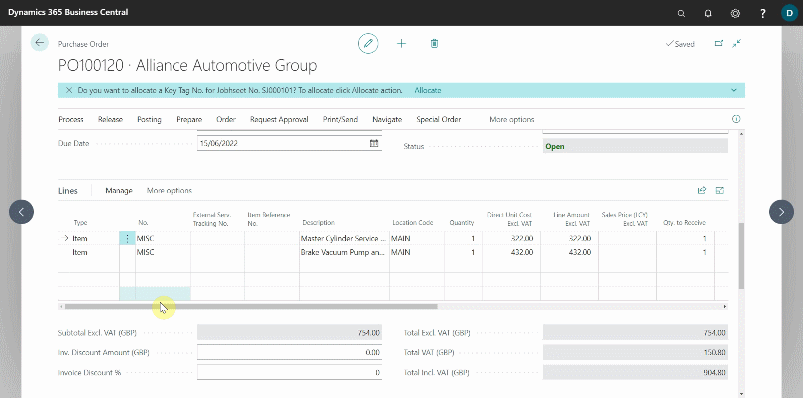 Dynamics 365 Business Central
? D
Purchase Order
Saved
PO100120 · Alliance Automotive Group
Do you want to allocate a Key Tag No. for Jobsheet No. SJ000101? To allocate click Allocate action. Allocate
Process Release Posting Prepare Order Request Approval Print/Send Navigate Special Order More options
Due Date 15/06/2022 Status Open
Lines Manage More options
Type No. External Serv. Tracking No. Item Reference No. Description Location Code Quantity Direct Unit Cost Excl. VAT Line Amount Excl. VAT Sales Price (LCY) Excl. VAT Qty. to Receive
Item MISC Master Cylinder Service ... MAIN 1 322.00 322.00 1
Item MISC Brake Vacuum Pump an... MAIN 1 432.00 432.00 1
Subtotal Excl. VAT (GBP) 754.00 Total Excl. VAT (GBP) 754.00
Inv. Discount Amount (GBP) 0.00 Total VAT (GBP) 150.80
Invoice Discount % 0 Total Incl. VAT (GBP) 904.80